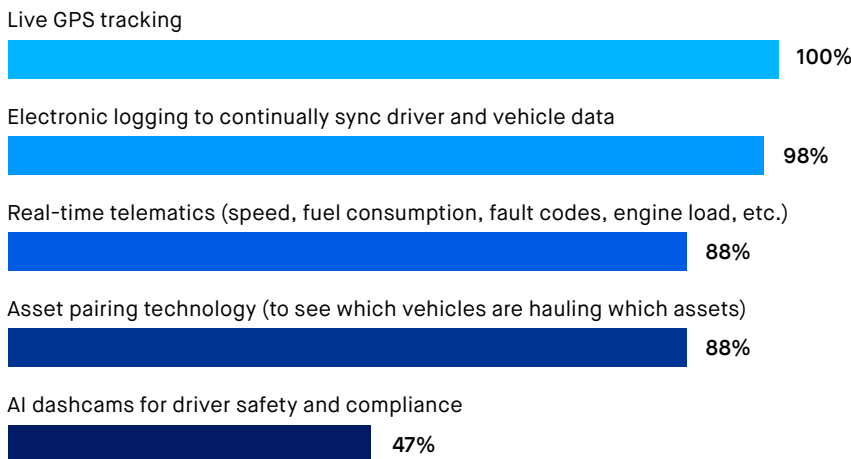 Live GPS tracking
100%
Electronic logging to continually sync driver and vehicle data
98%
Real-time telematics (speed, fuel consumption, fault codes, engine load, etc.)
88%
Asset pairing technology (to see which vehicles are hauling which assets)
88%
AI dashcams for driver safety and compliance
47%